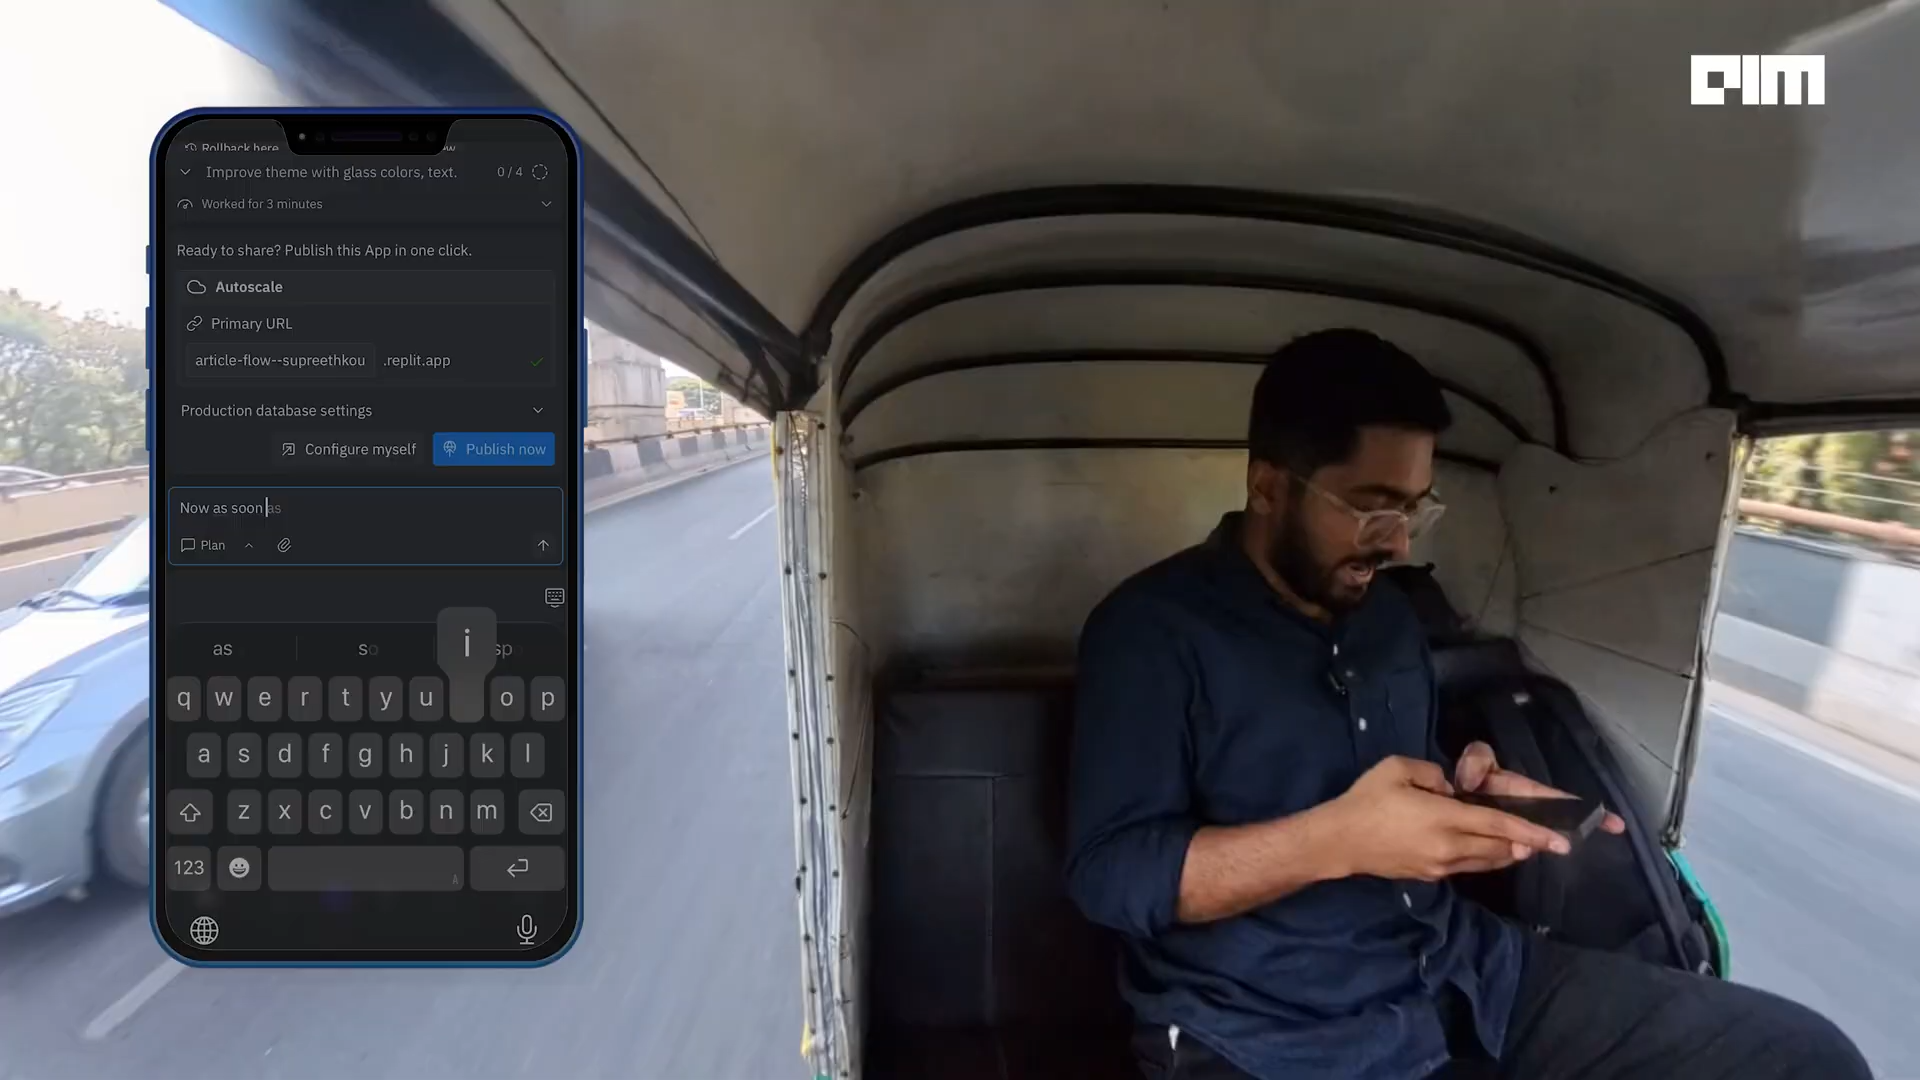 AIM
Rollback here
Improve theme with glass colors, text. 0 / 4
Worked for 3 minutes
Ready to share? Publish this App in one click.
Autoscale
Primary URL
article-flow--supreethkou .replit.app
Production database settings
Configure myself Publish now
Now as soon as
Plan
as so sp
i
q w e r t y u o p
a s d f g h j k l
z x c v b n m
123